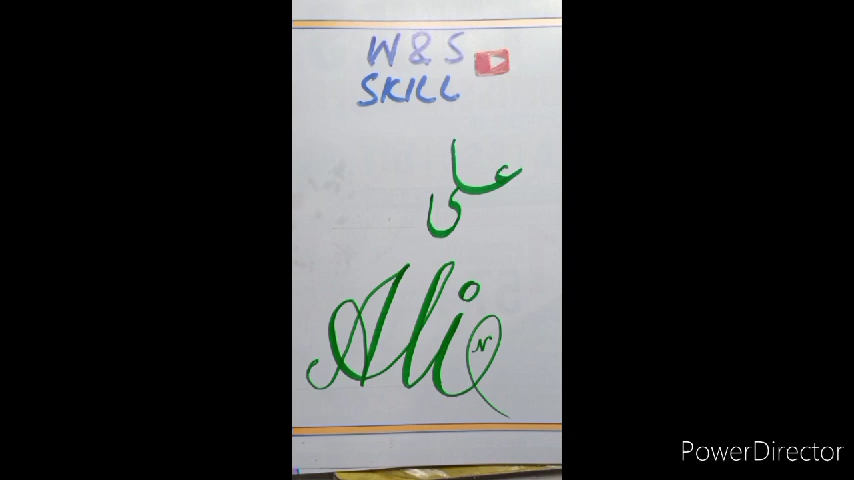 W & S
SKILL
علی
Ali
N
PowerDirector